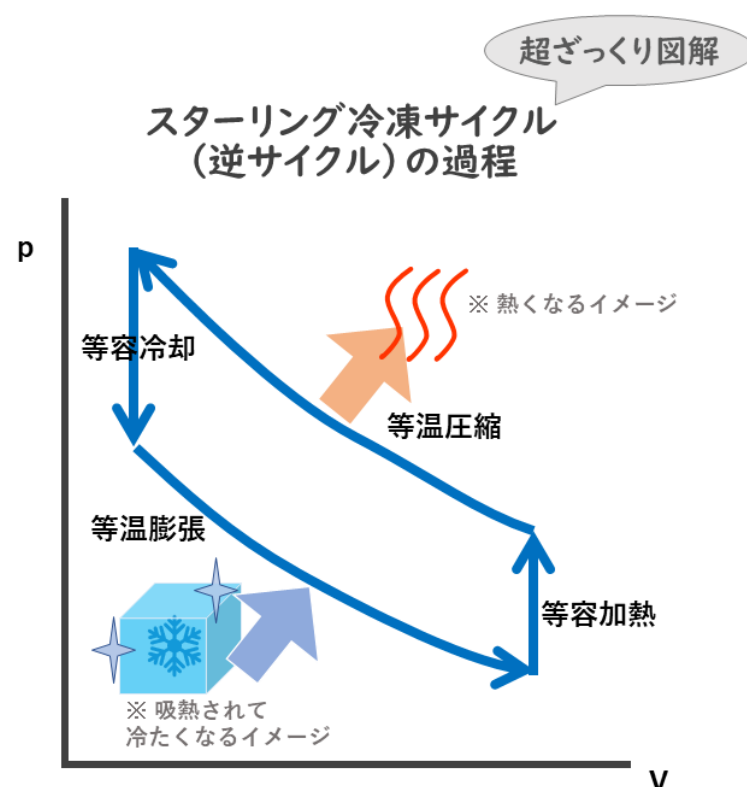 超ざっくり図解
スターリング冷凍サイクル
(逆サイクル)の過程
p
※ 熱くなるイメージ
等容冷却
等温圧縮
等温膨張
等容加熱
※ 吸熱されて
冷たくなるイメージ
V